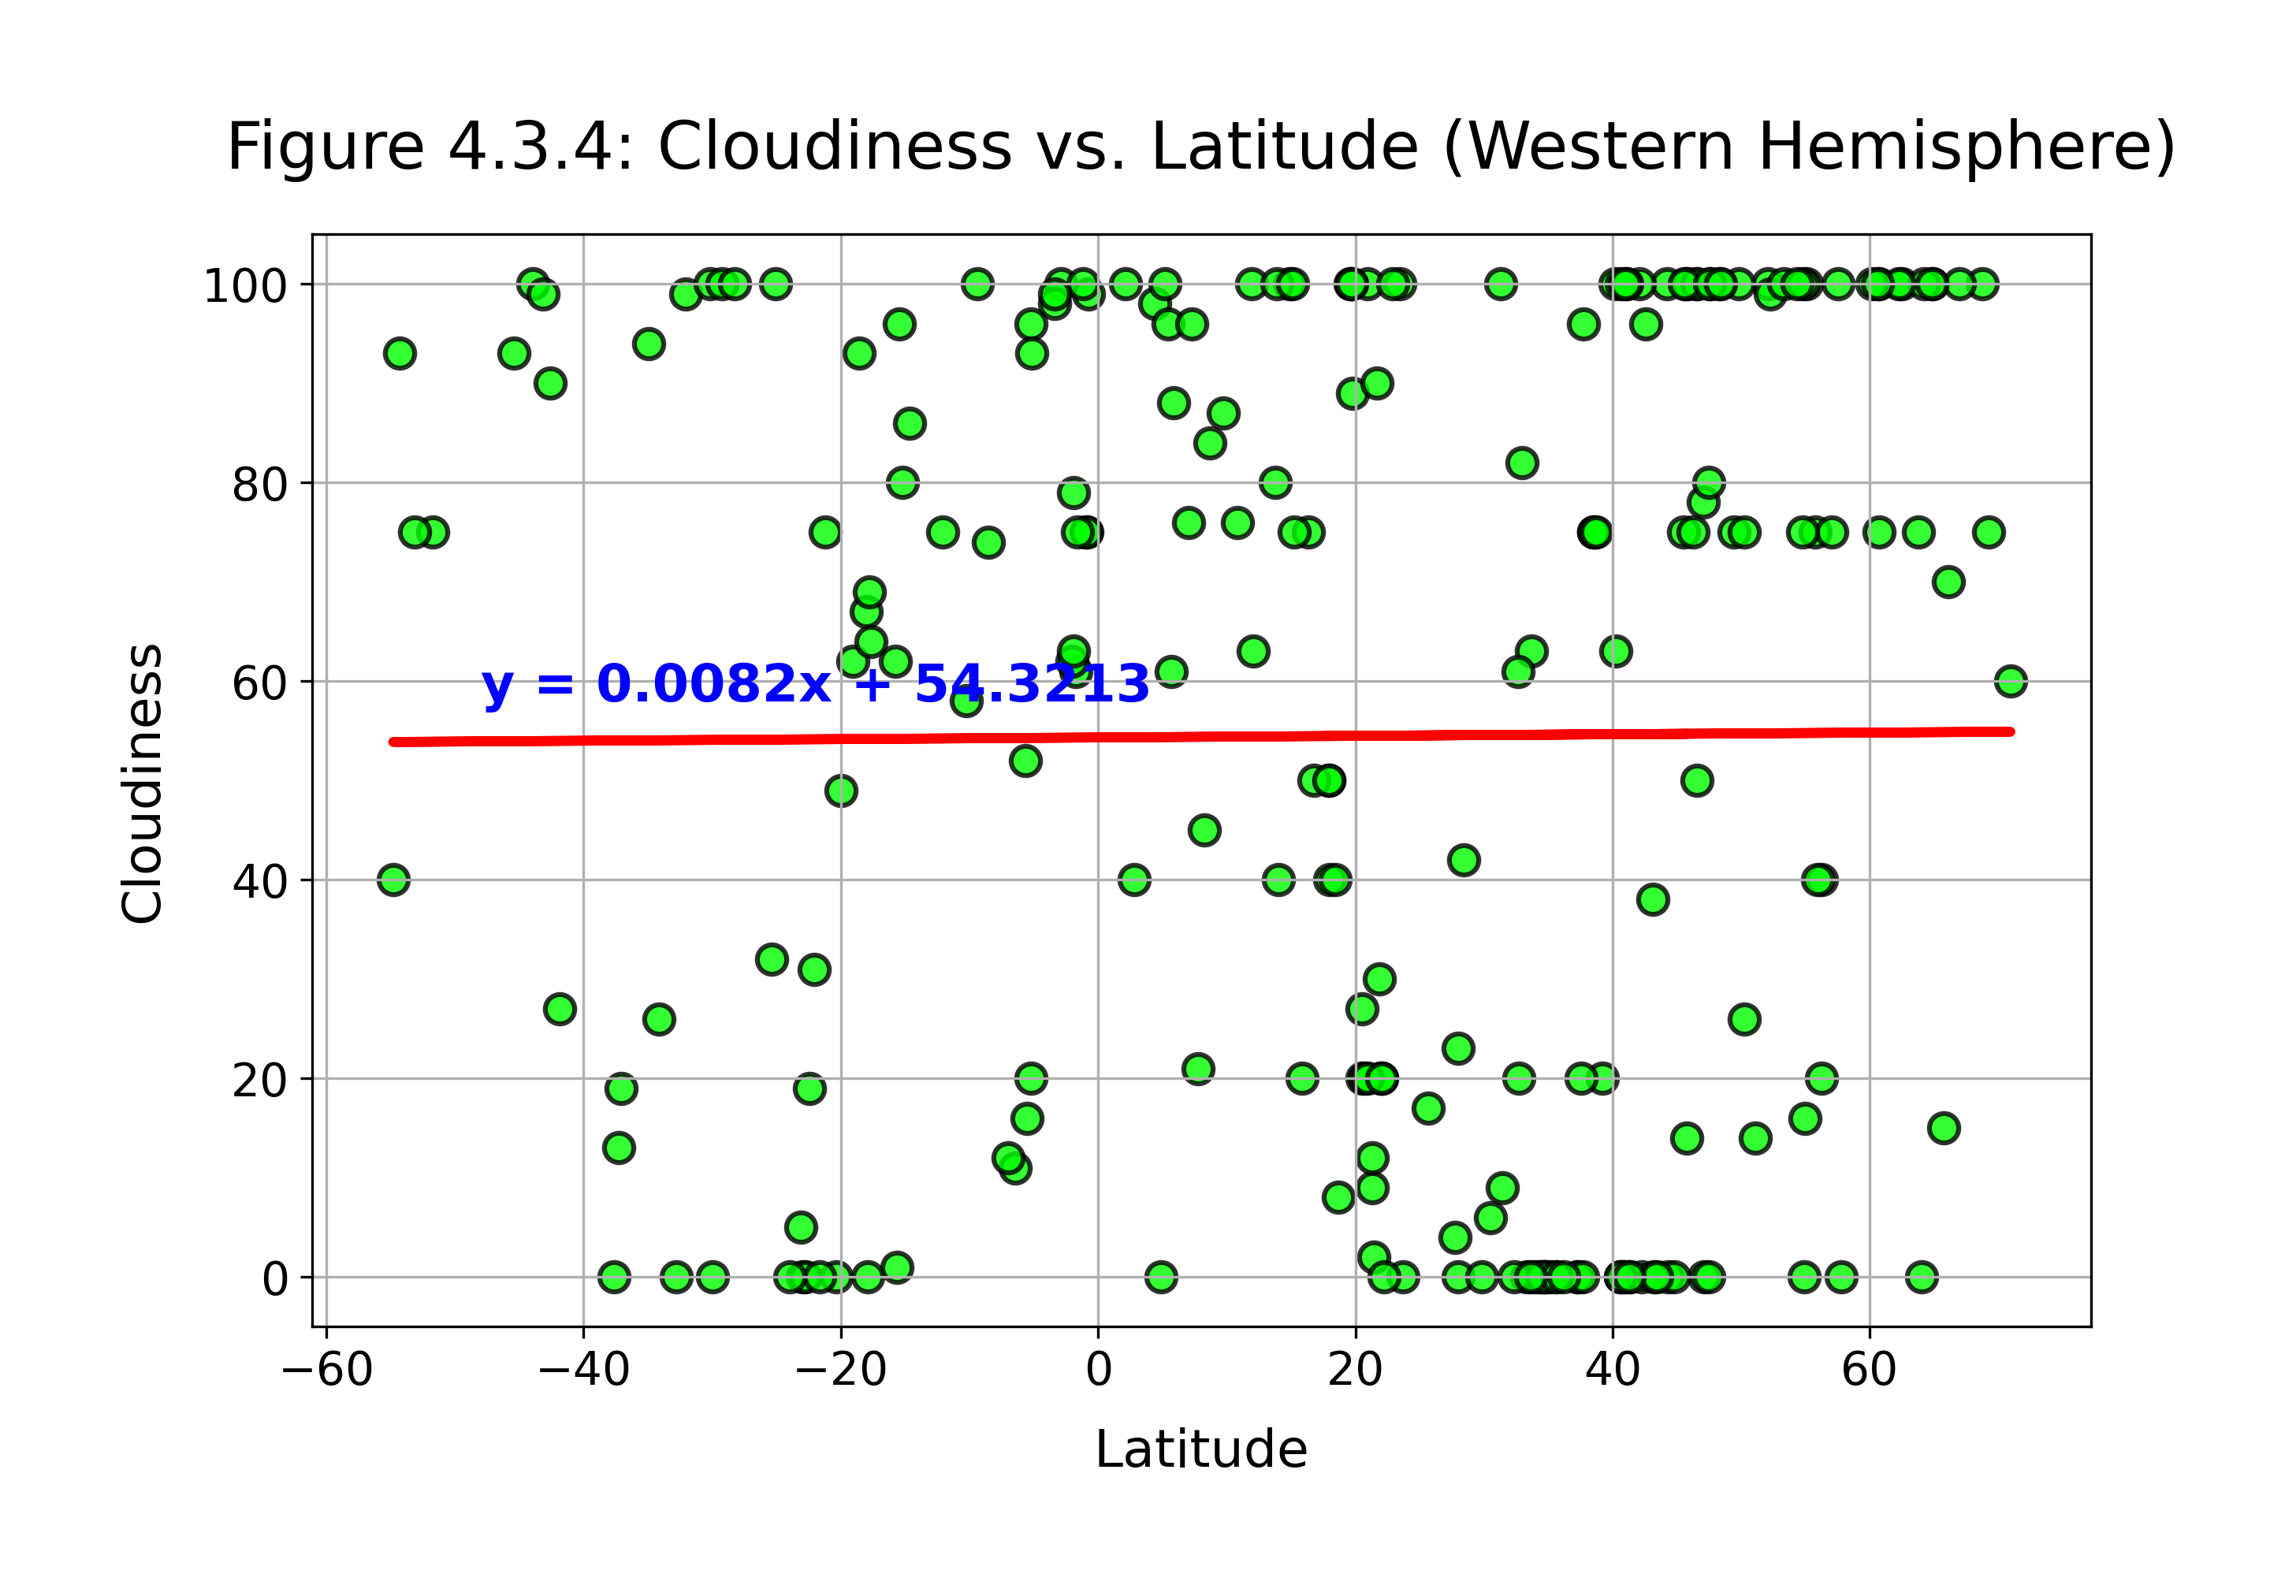 Figure 4.3.4: Cloudiness vs. Latitude (Western Hemisphere)
100
80
60
40
20
0
Cloudiness
y = 0.0082x + 54.3213
−60 −40 −20 0 20 40 60
Latitude